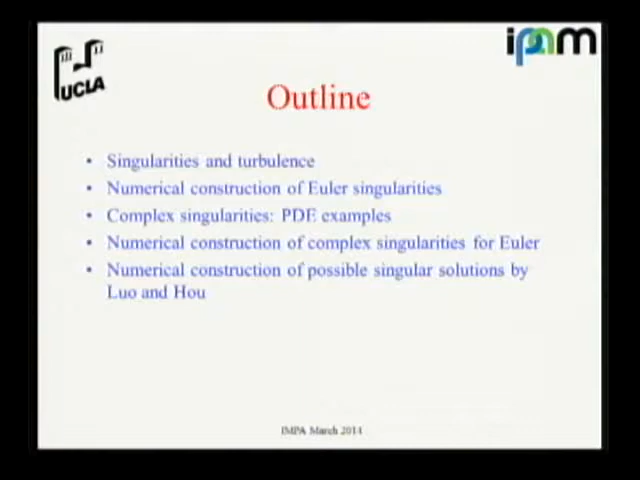 UCLA
ipam
Outline
• Singularities and turbulence
• Numerical construction of Euler singularities
• Complex singularities: PDE examples
• Numerical construction of complex singularities for Euler
• Numerical construction of possible singular solutions by
Luo and Hou
IMPA March 2014